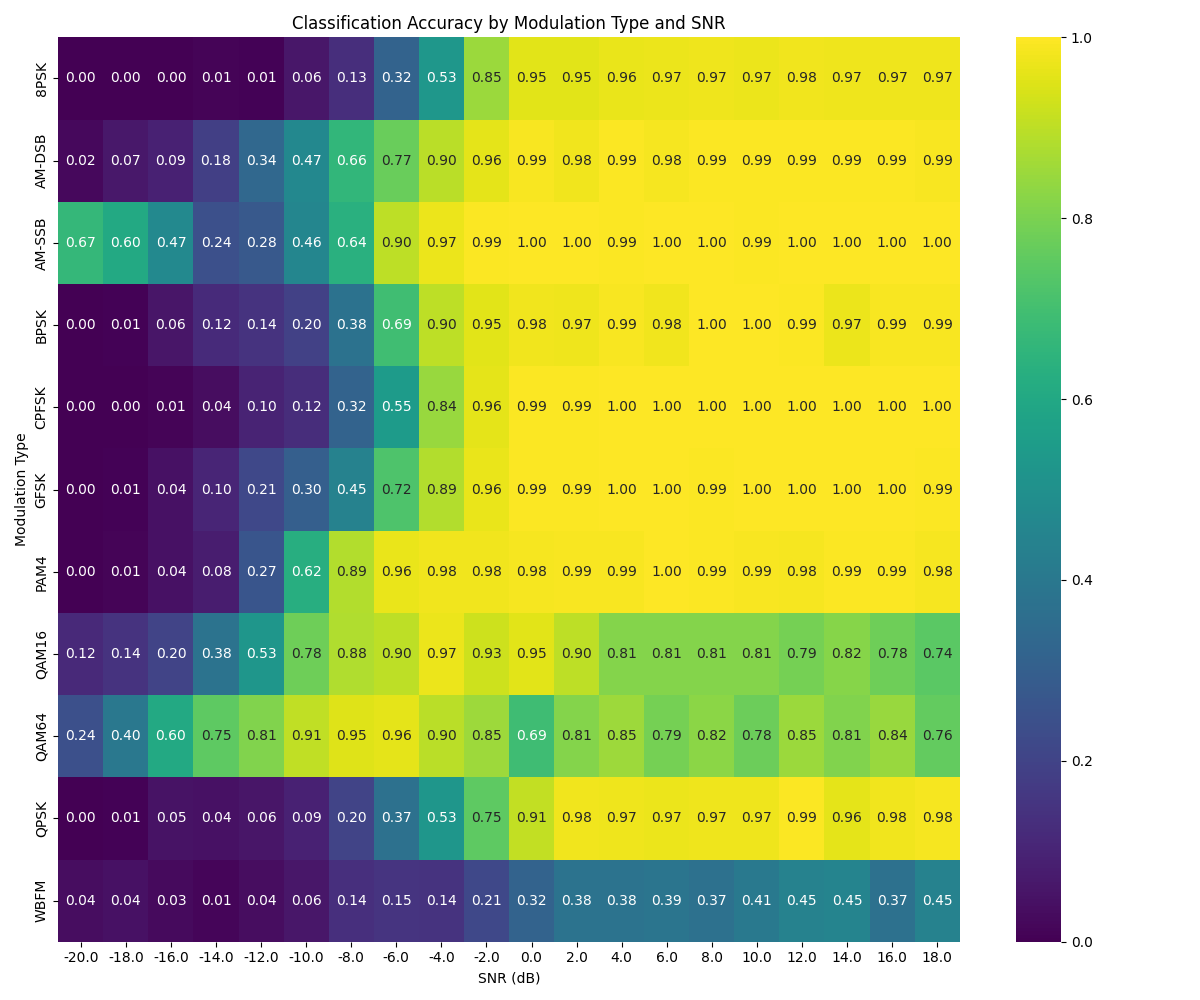 Classification Accuracy by Modulation Type and SNR
8PSK 0.00 0.00 0.00 0.01 0.01 0.06 0.13 0.32 0.53 0.85 0.95 0.95 0.96 0.97 0.97 0.97 0.98 0.97 0.97 0.97
AM-DSB 0.02 0.07 0.09 0.18 0.34 0.47 0.66 0.77 0.90 0.96 0.99 0.98 0.99 0.98 0.99 0.99 0.99 0.99 0.99 0.99
AM-SSB 0.67 0.60 0.47 0.24 0.28 0.46 0.64 0.90 0.97 0.99 1.00 1.00 0.99 1.00 1.00 0.99 1.00 1.00 1.00 1.00
BPSK 0.00 0.01 0.06 0.12 0.14 0.20 0.38 0.69 0.90 0.95 0.98 0.97 0.99 0.98 1.00 1.00 0.99 0.97 0.99 0.99
CPFSK 0.00 0.00 0.01 0.04 0.10 0.12 0.32 0.55 0.84 0.96 0.99 0.99 1.00 1.00 1.00 1.00 1.00 1.00 1.00 1.00
GFSK 0.00 0.01 0.04 0.10 0.21 0.30 0.45 0.72 0.89 0.96 0.99 0.99 1.00 1.00 0.99 1.00 1.00 1.00 1.00 0.99
PAM4 0.00 0.01 0.04 0.08 0.27 0.62 0.89 0.96 0.98 0.98 0.98 0.99 0.99 1.00 0.99 0.99 0.98 0.99 0.99 0.98
QAM16 0.12 0.14 0.20 0.38 0.53 0.78 0.88 0.90 0.97 0.93 0.95 0.90 0.81 0.81 0.81 0.81 0.79 0.82 0.78 0.74
QAM64 0.24 0.40 0.60 0.75 0.81 0.91 0.95 0.96 0.90 0.85 0.69 0.81 0.85 0.79 0.82 0.78 0.85 0.81 0.84 0.76
QPSK 0.00 0.01 0.05 0.04 0.06 0.09 0.20 0.37 0.53 0.75 0.91 0.98 0.97 0.97 0.97 0.97 0.99 0.96 0.98 0.98
WBFM 0.04 0.04 0.03 0.01 0.04 0.06 0.14 0.15 0.14 0.21 0.32 0.38 0.38 0.39 0.37 0.41 0.45 0.45 0.37 0.45
-20.0 -18.0 -16.0 -14.0 -12.0 -10.0 -8.0 -6.0 -4.0 -2.0 0.0 2.0 4.0 6.0 8.0 10.0 12.0 14.0 16.0 18.0
SNR (dB)
Modulation Type
1.0
0.8
0.6
0.4
0.2
0.0